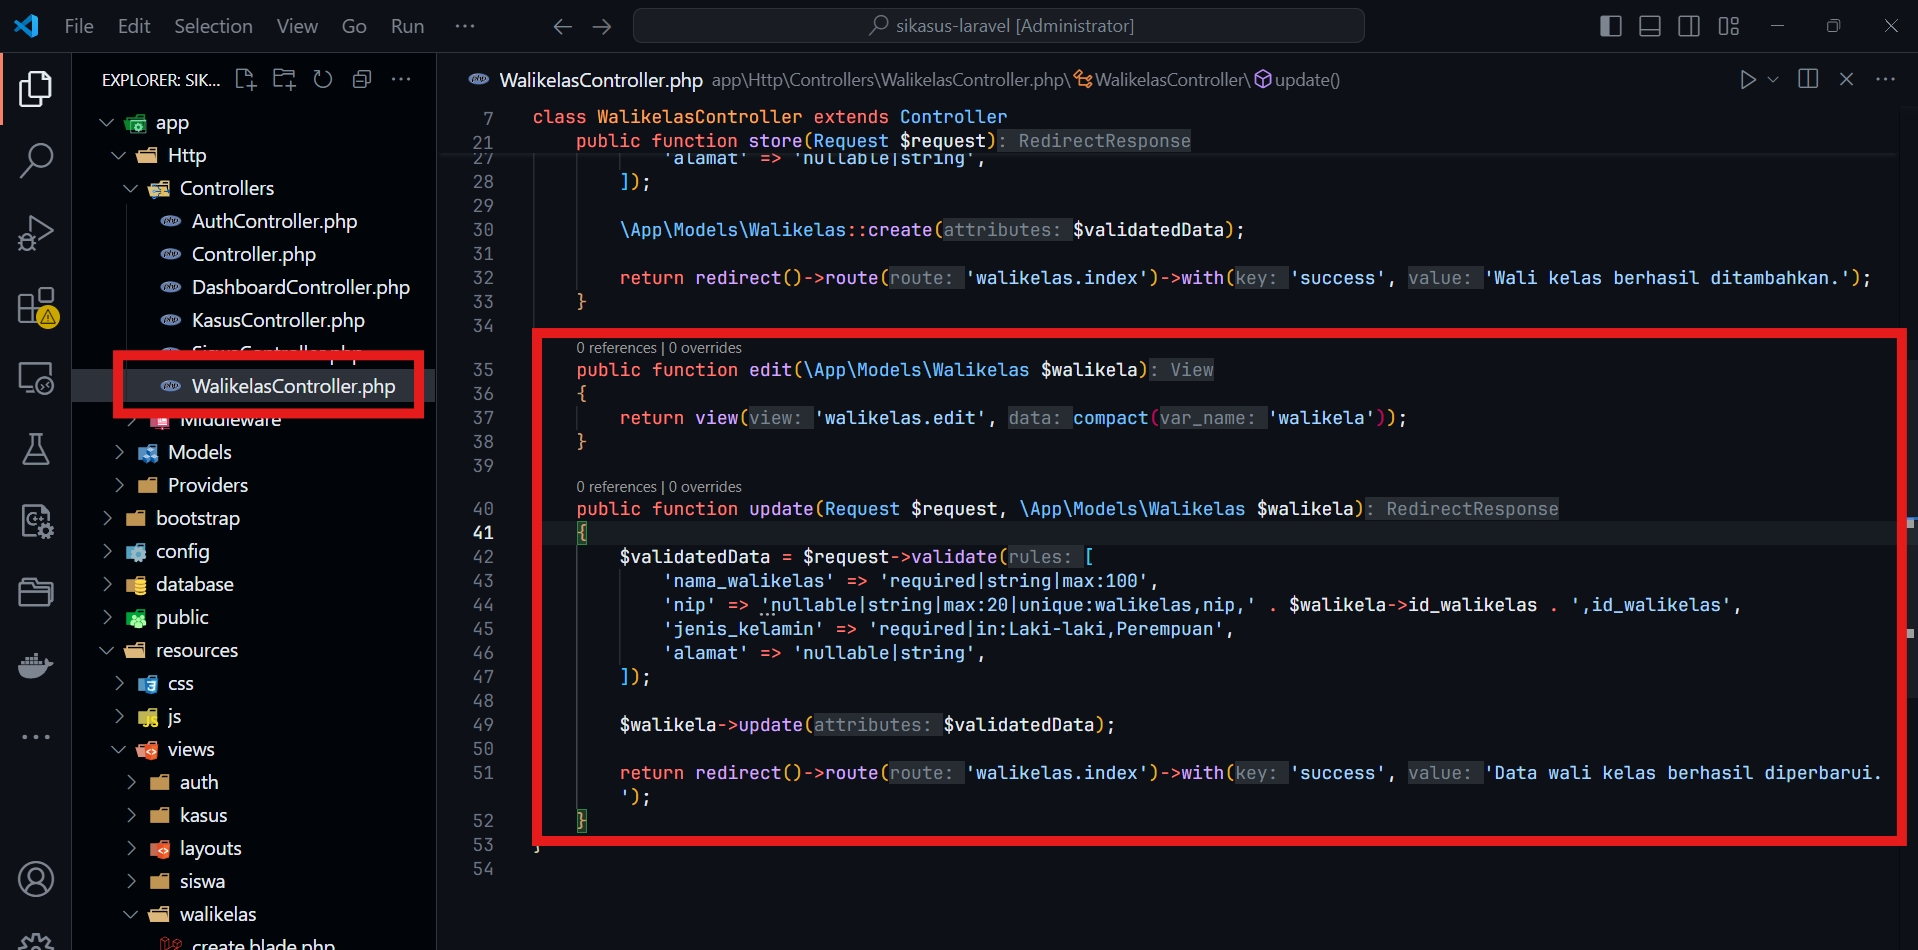 File Edit Selection View Go Run ··· sikasus-laravel [Administrator]
EXPLORER: SIK...
app
Http
Controllers
AuthController.php
Controller.php
DashboardController.php
KasusController.php
WalikelasController.php
Middleware
Models
Providers
bootstrap
config
database
public
resources
css
js
views
auth
kasus
layouts
siswa
walikelas
create.blade.php
WalikelasController.php app\Http\Controllers\WalikelasController.php\WalikelasController\update()
7 class WalikelasController extends Controller
21 public function store(Request $request): RedirectResponse
27 'alamat' => 'nullable|string',
28 ]);
29
30 \App\Models\Walikelas::create(attributes: $validatedData);
31
32 return redirect()->route(route: 'walikelas.index')->with(key: 'success', value: 'Wali kelas berhasil ditambahkan.');
33 }
34
0 references | 0 overrides
35 public function edit(\App\Models\Walikelas $walikela): View
36 {
37 return view(view: 'walikelas.edit', data: compact(var_name: 'walikela'));
38 }
39
0 references | 0 overrides
40 public function update(Request $request, \App\Models\Walikelas $walikela): RedirectResponse
41 {
42 $validatedData = $request->validate(rules: [
43 'nama_walikelas' => 'required|string|max:100',
44 'nip' => 'nullable|string|max:20|unique:walikelas,nip,' . $walikela->id_walikelas . ',id_walikelas',
45 'jenis_kelamin' => 'required|in:Laki-laki,Perempuan',
46 'alamat' => 'nullable|string',
47 ]);
48
49 $walikela->update(attributes: $validatedData);
50
51 return redirect()->route(route: 'walikelas.index')->with(key: 'success', value: 'Data wali kelas berhasil diperbarui.
');
52 }
53 }
54